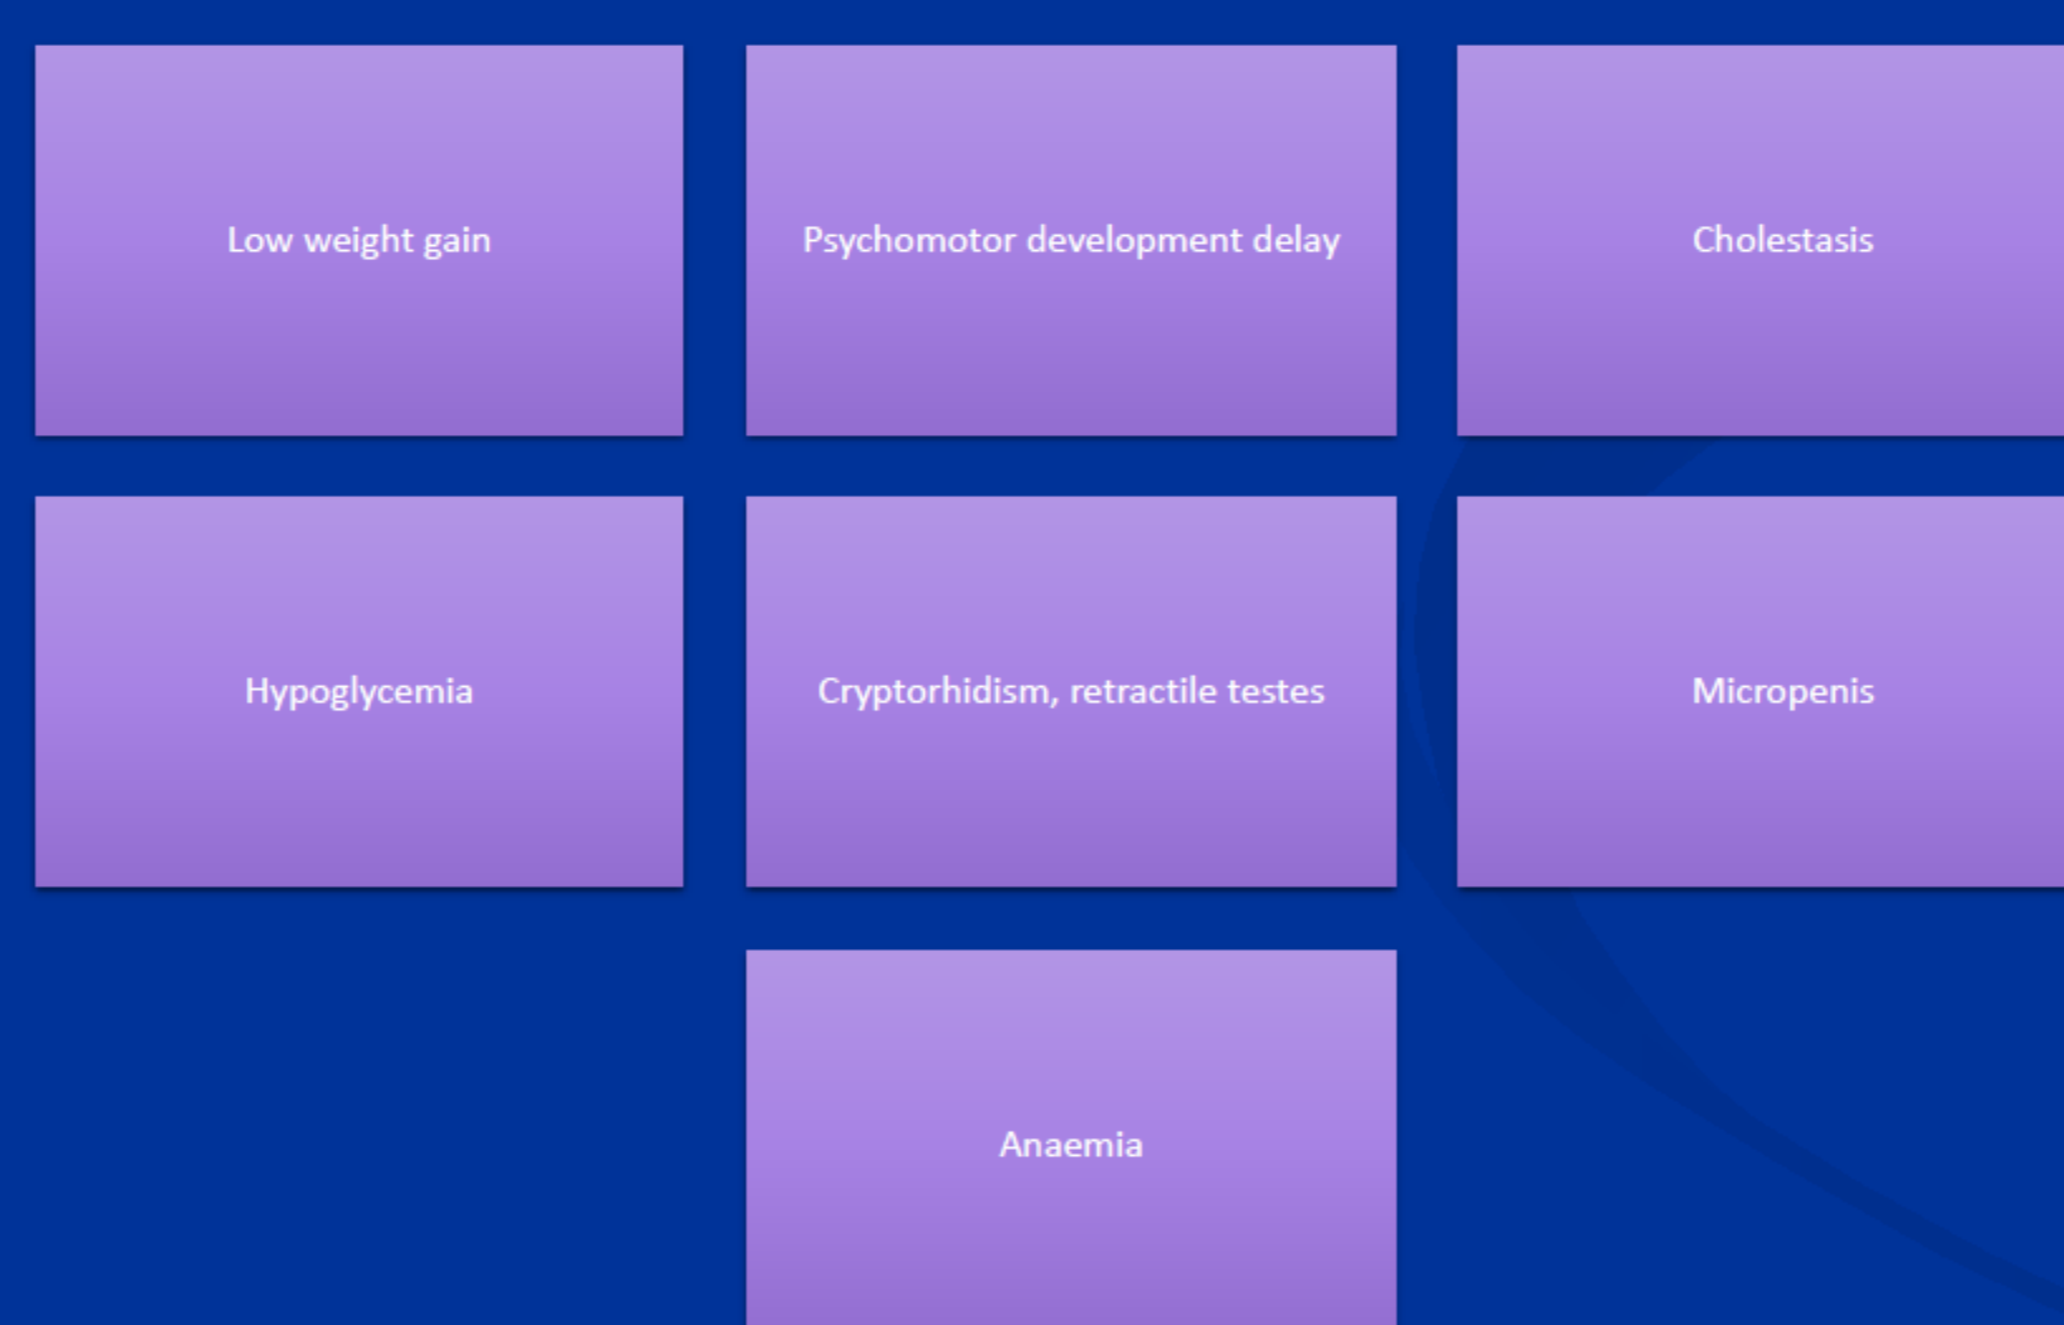 Low weight gain
Psychomotor development delay
Cholestasis
Hypoglycemia
Cryptorhidism, retractile testes
Micropenis
Anaemia